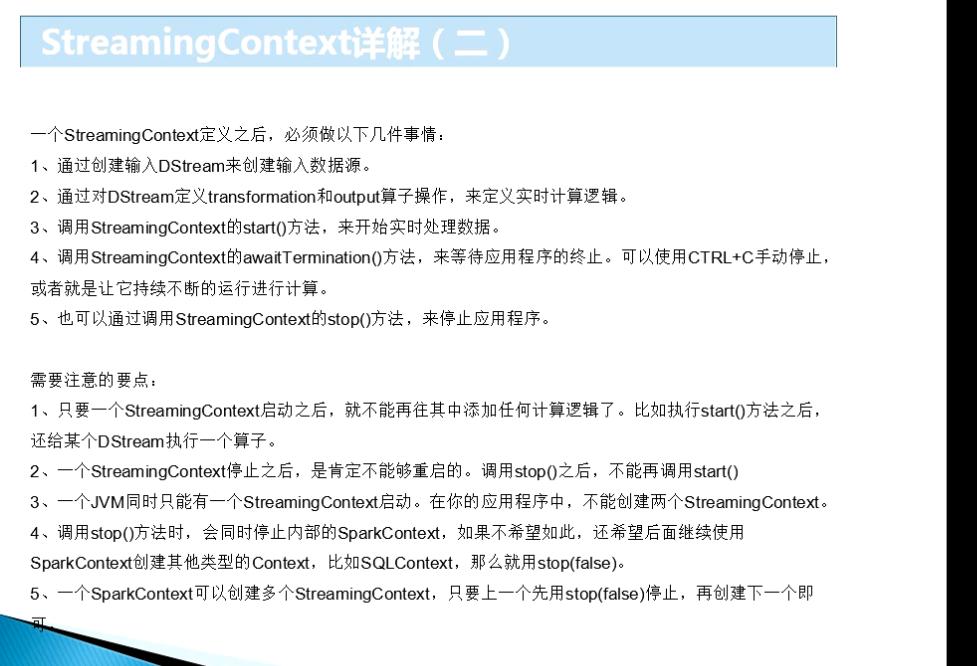 StreamingContext详解（二）
一个StreamingContext定义之后，必须做以下几件事情：
1、通过创建输入DStream来创建输入数据源。
2、通过对DStream定义transformation和output算子操作，来定义实时计算逻辑。
3、调用StreamingContext的start()方法，来开始实时处理数据。
4、调用StreamingContext的awaitTermination()方法，来等待应用程序的终止。可以使用CTRL+C手动停止，
或者就是让它持续不断的运行进行计算。
5、也可以通过调用StreamingContext的stop()方法，来停止应用程序。
需要注意的要点：
1、只要一个StreamingContext启动之后，就不能再往其中添加任何计算逻辑了。比如执行start()方法之后，
还给某个DStream执行一个算子。
2、一个StreamingContext停止之后，是肯定不能够重启的。调用stop()之后，不能再调用start()
3、一个JVM同时只能有一个StreamingContext启动。在你的应用程序中，不能创建两个StreamingContext。
4、调用stop()方法时，会同时停止内部的SparkContext，如果不希望如此，还希望后面继续使用
SparkContext创建其他类型的Context，比如SQLContext，那么就用stop(false)。
5、一个SparkContext可以创建多个StreamingContext，只要上一个先用stop(false)停止，再创建下一个即
可。